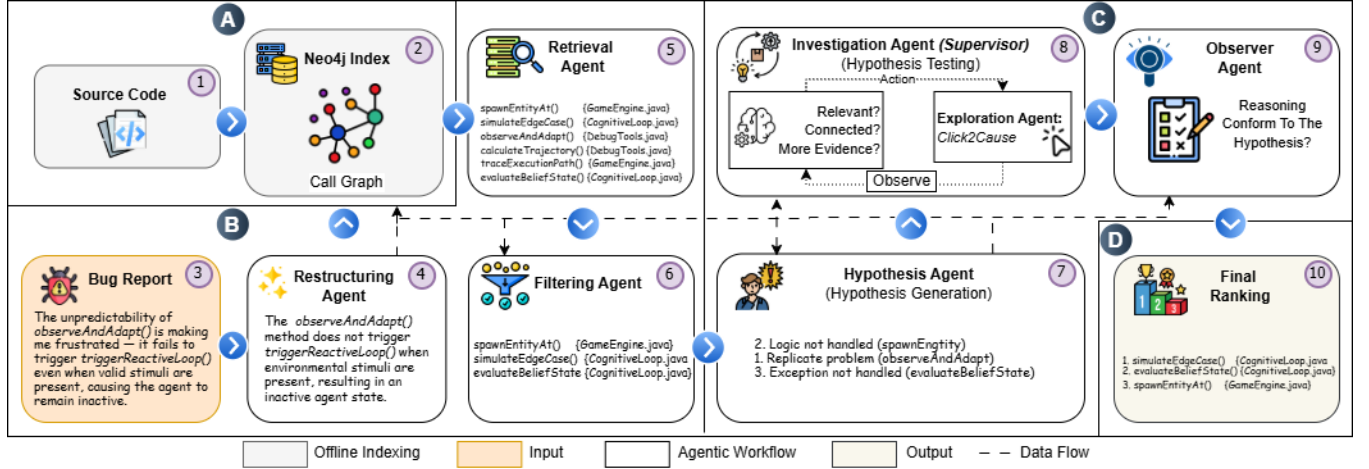 A
1
Source Code
2
Neo4j Index
Call Graph
5
Retrieval
Agent
spawnEntityAt() {GameEngine.java}
simulateEdgeCase() {CognitiveLoop.java}
observeAndAdapt() {DebugTools.java}
calculateTrajectory() {DebugTools.java}
traceExecutionPath() {GameEngine.java}
evaluateBeliefState() {CognitiveLoop.java}
C
8
Investigation Agent (Supervisor)
(Hypothesis Testing)
Action
Relevant?
Connected?
More Evidence?
Exploration Agent:
Click2Cause
Observe
9
Observer
Agent
Reasoning
Conform To The
Hypothesis?
B
3
Bug Report
The unpredictability of
observeAndAdapt() is making
me frustrated — it fails to
trigger triggerReactiveLoop()
even when valid stimuli are
present, causing the agent to
remain inactive.
4
Restructuring
Agent
The observeAndAdapt()
method does not trigger
triggerReactiveLoop() when
environmental stimuli are
present, resulting in an
inactive agent state.
6
Filtering Agent
spawnEntityAt() {GameEngine.java}
simulateEdgeCase() {CognitiveLoop.java
evaluateBeliefState {CognitiveLoop.java}
7
Hypothesis Agent
(Hypothesis Generation)
2. Logic not handled (spawnEngtity)
1. Replicate problem (observeAndAdapt)
3. Exception not handled (evaluateBeliefState)
D
10
Final
Ranking
1 2 3
1. simulateEdgeCase() {CognitiveLoop.java
2. evaluateBeliefState() {CognitiveLoop.java}
3. spawnEntityAt() {GameEngine.java}
Offline Indexing
Input
Agentic Workflow
Output
Data Flow